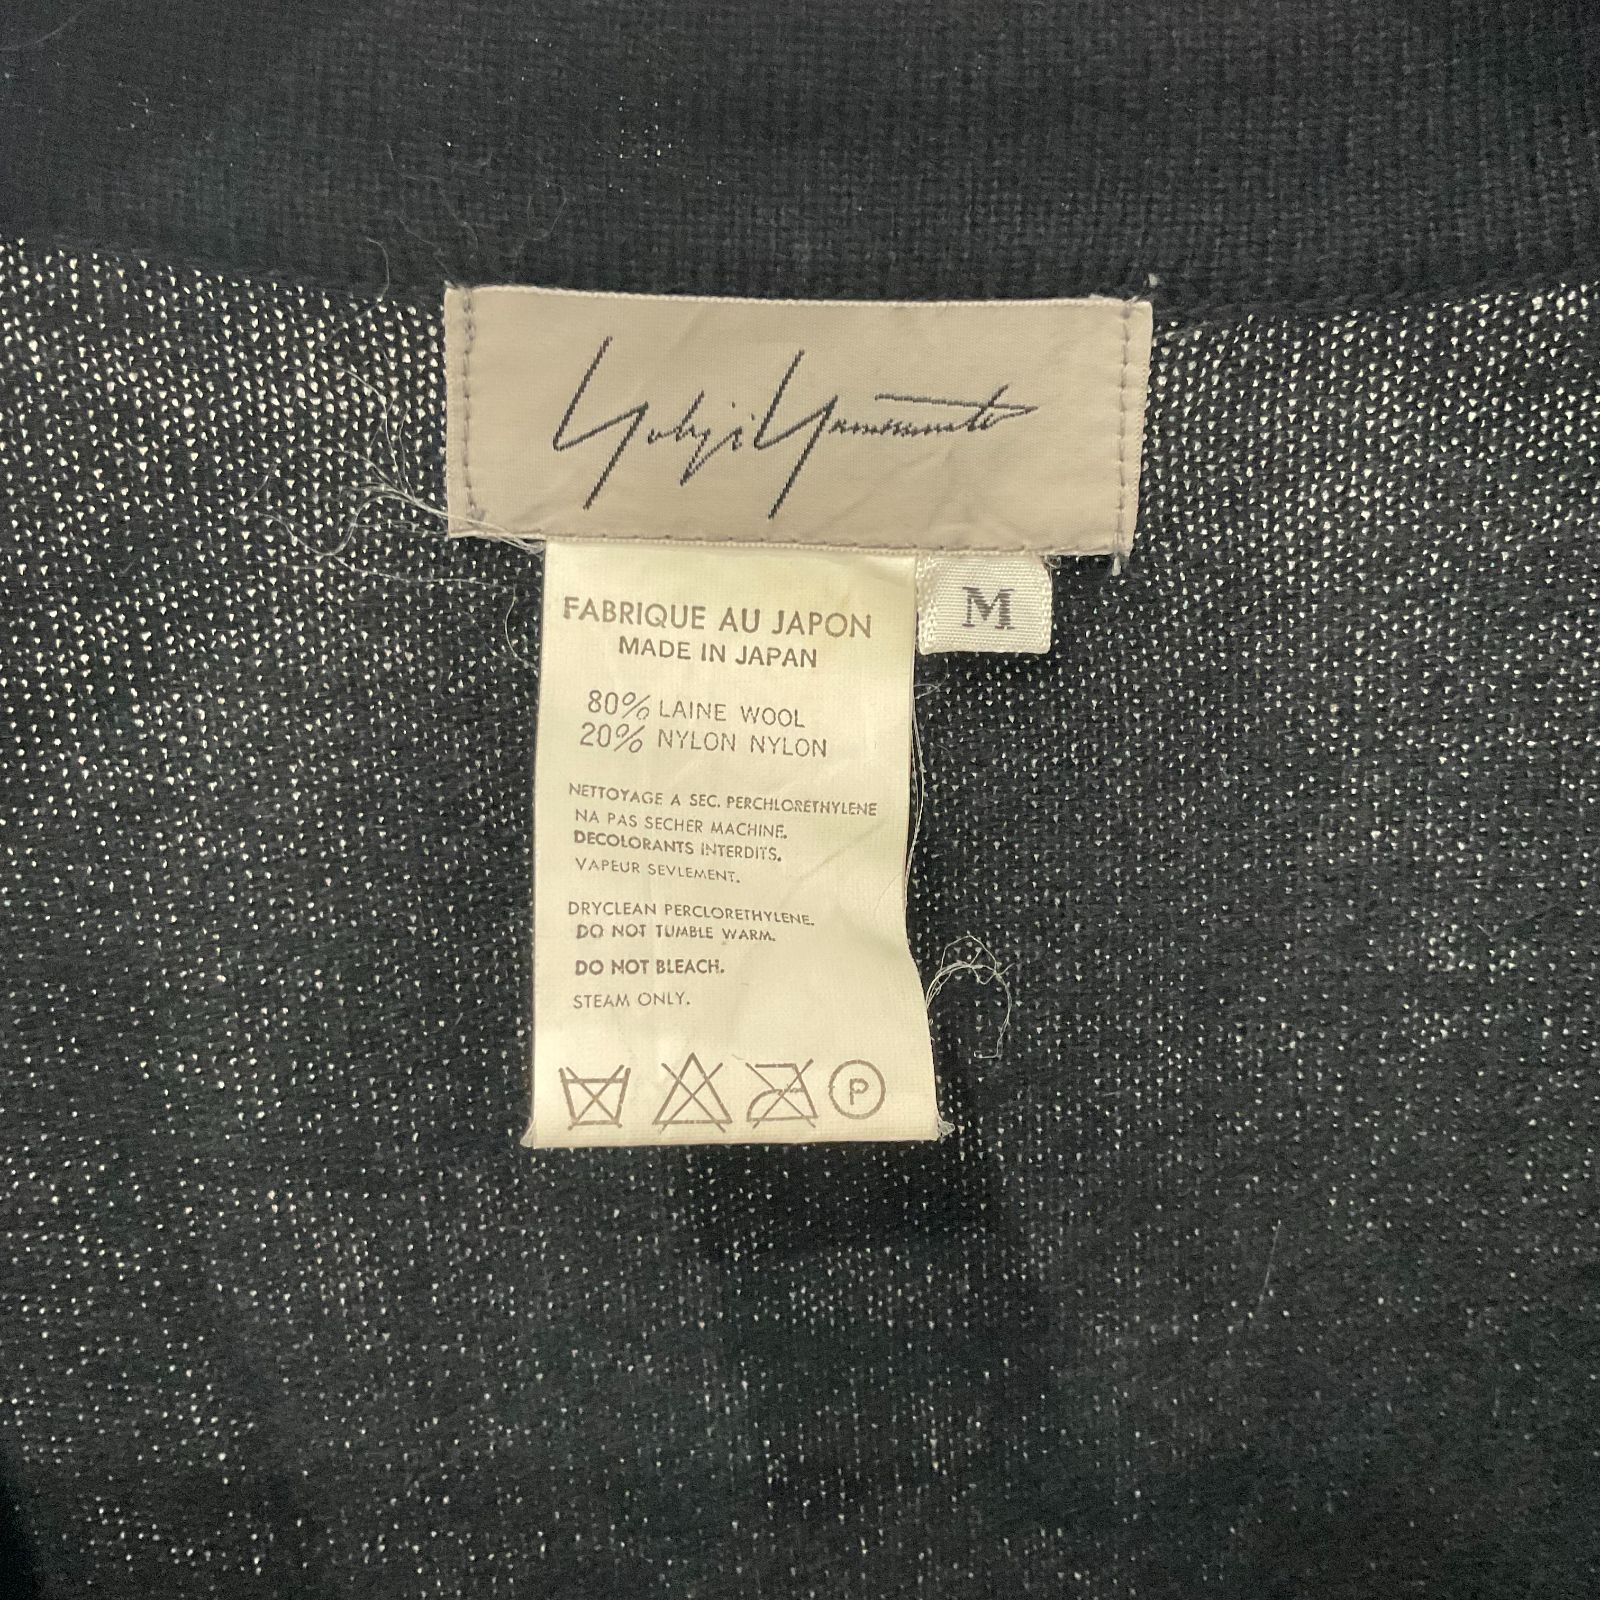 Yohji Yamamoto
M
FABRIQUE AU JAPON
MADE IN JAPAN
80% LAINE WOOL
20% NYLON NYLON
NETTOYAGE A SEC. PERCHLORETHYLENE
NA PAS SECHER MACHINE.
DECOLORANTS INTERDITS.
VAPEUR SEVLEMENT.
DRYCLEAN PERCLORETHYLENE.
DO NOT TUMBLE WARM.
DO NOT BLEACH.
STEAM ONLY.
P